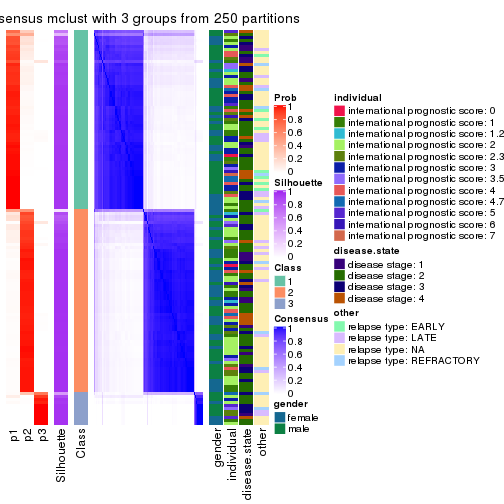 sensus mclust with 3 groups from 250 partitions
Prob
1
0.8
0.6
0.4
0.2
0
Silhouette
1
0.8
0.6
0.4
0.2
0
Class
1
2
3
Consensus
1
0.8
0.6
0.4
0.2
0
gender
female
male
individual
international prognostic score: 0
international prognostic score: 1
international prognostic score: 1.2
international prognostic score: 2
international prognostic score: 2.3
international prognostic score: 3
international prognostic score: 3.5
international prognostic score: 4
international prognostic score: 4.7
international prognostic score: 5
international prognostic score: 6
international prognostic score: 7
disease.state
disease stage: 1
disease stage: 2
disease stage: 3
disease stage: 4
other
relapse type: EARLY
relapse type: LATE
relapse type: NA
relapse type: REFRACTORY
p1
p2
p3
Silhouette
Class
gender
individual
disease.state
other